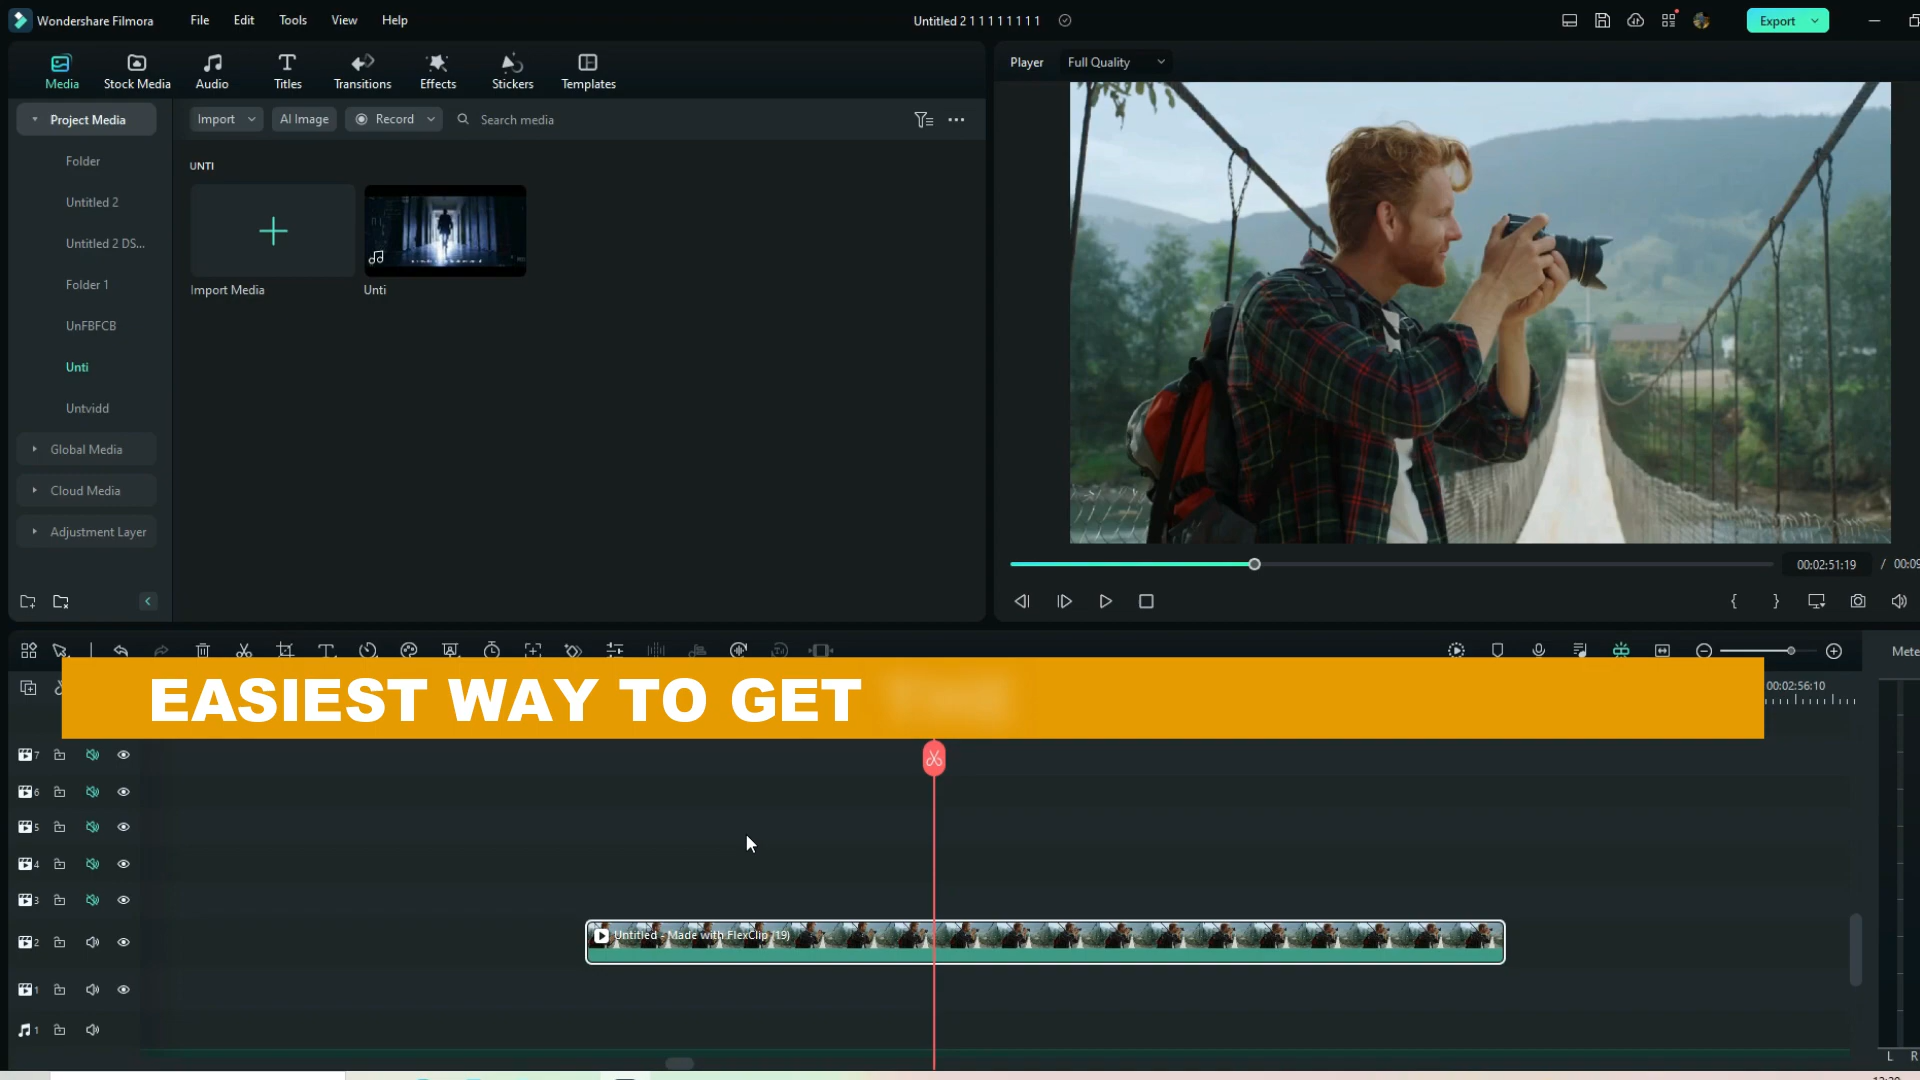 Wondershare Filmora
File
Edit
Tools
View
Help
Untitled 2 1 1 1 1 1 1 1 1
Export
Media
Stock Media
Audio
Titles
Transitions
Effects
Stickers
Templates
Player
Full Quality
Project Media
Folder
Untitled 2
Untitled 2 DS...
Folder 1
UnFBFCB
Unti
Untvidd
Global Media
Cloud Media
Adjustment Layer
Import
AI Image
Record
Search media
UNTI
Import Media
Unti
00:02:51:19
/
00:09
Mete
EASIEST WAY TO GET
00:02:56:10
7
6
5
4
3
2
Untitled - Made with FlexClip (19)
1
1
L
R